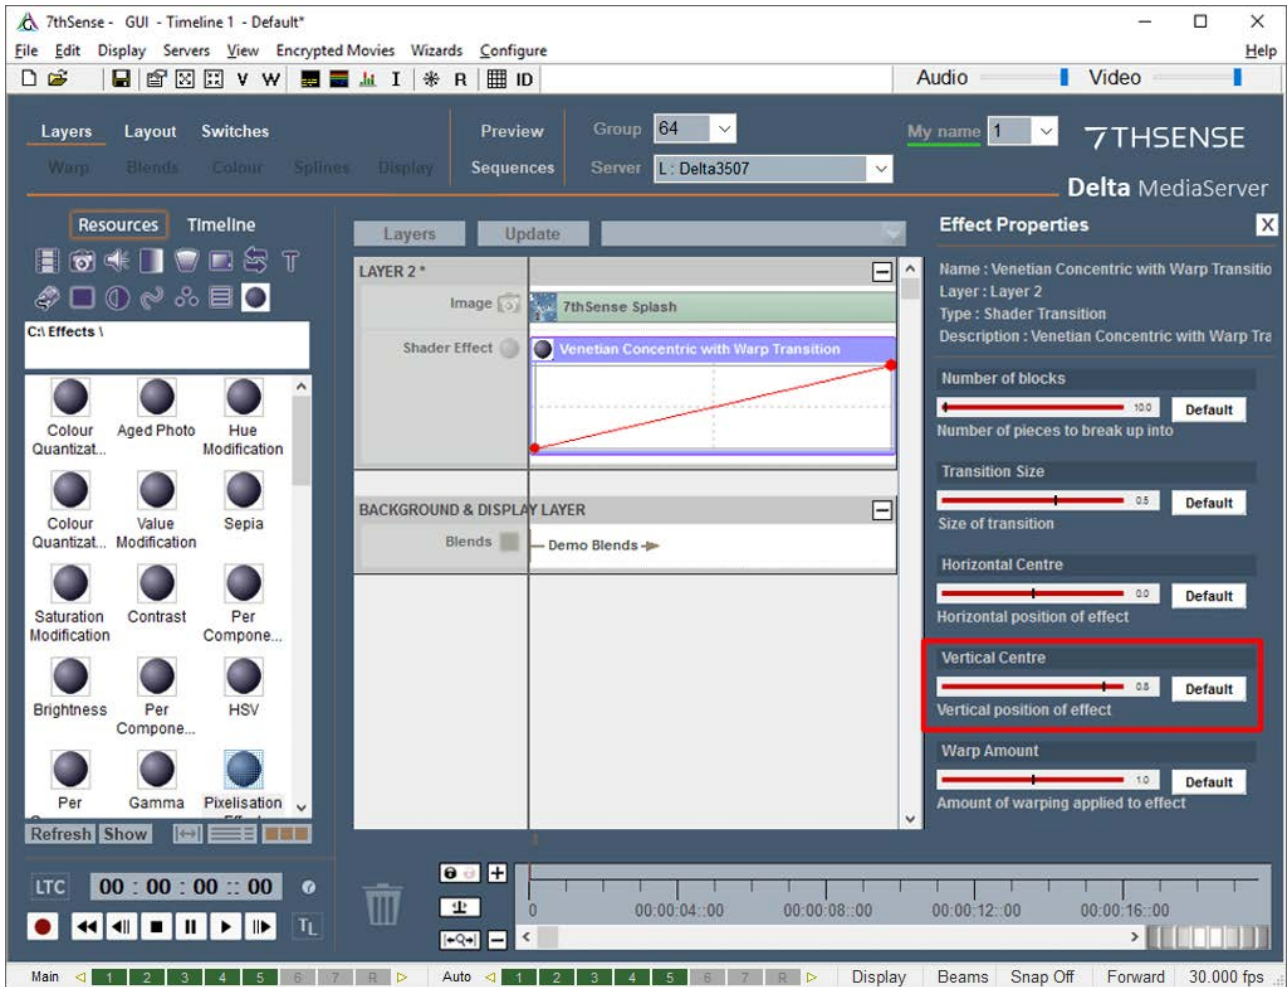 7thSense - GUI - Timeline 1 - Default*
File Edit Display Servers View Encrypted Movies Wizards Configure Help
V W I R ID Audio Video
Layers Layout Switches Preview Group 64 My name 1 7THSENSE
Warp Blends Colour Splines Display Sequences Server L : Delta3507
Delta MediaServer
Resources Timeline
T
C:\ Effects \
Colour Quantizat...
Aged Photo
Hue Modification
Colour Quantizat...
Value Modification
Sepia
Saturation Modification
Contrast
Per Compone...
Brightness
Per Compone...
HSV
Per
Gamma
Pixelisation
Refresh Show
Layers Update
LAYER 2 *
Image 7thSense Splash
Shader Effect Venetian Concentric with Warp Transition
BACKGROUND & DISPLAY LAYER
Blends Demo Blends
Effect Properties X
Name : Venetian Concentric with Warp Transitio
Layer : Layer 2
Type : Shader Transition
Description : Venetian Concentric with Warp Tra
Number of blocks
10.0 Default
Number of pieces to break up into
Transition Size
0.5 Default
Size of transition
Horizontal Centre
0.0 Default
Horizontal position of effect
Vertical Centre
Default
Vertical position of effect
Warp Amount
1.0 Default
Amount of warping applied to effect
LTC 00 : 00 : 00 :: 00
TL
0 00:00:04::00 00:00:08::00 00:00:12::00 00:00:16::00
Main 1 2 3 4 5 6 7 R Auto 1 2 3 4 5 6 7 R Display Beams Snap Off Forward 30.000 fps